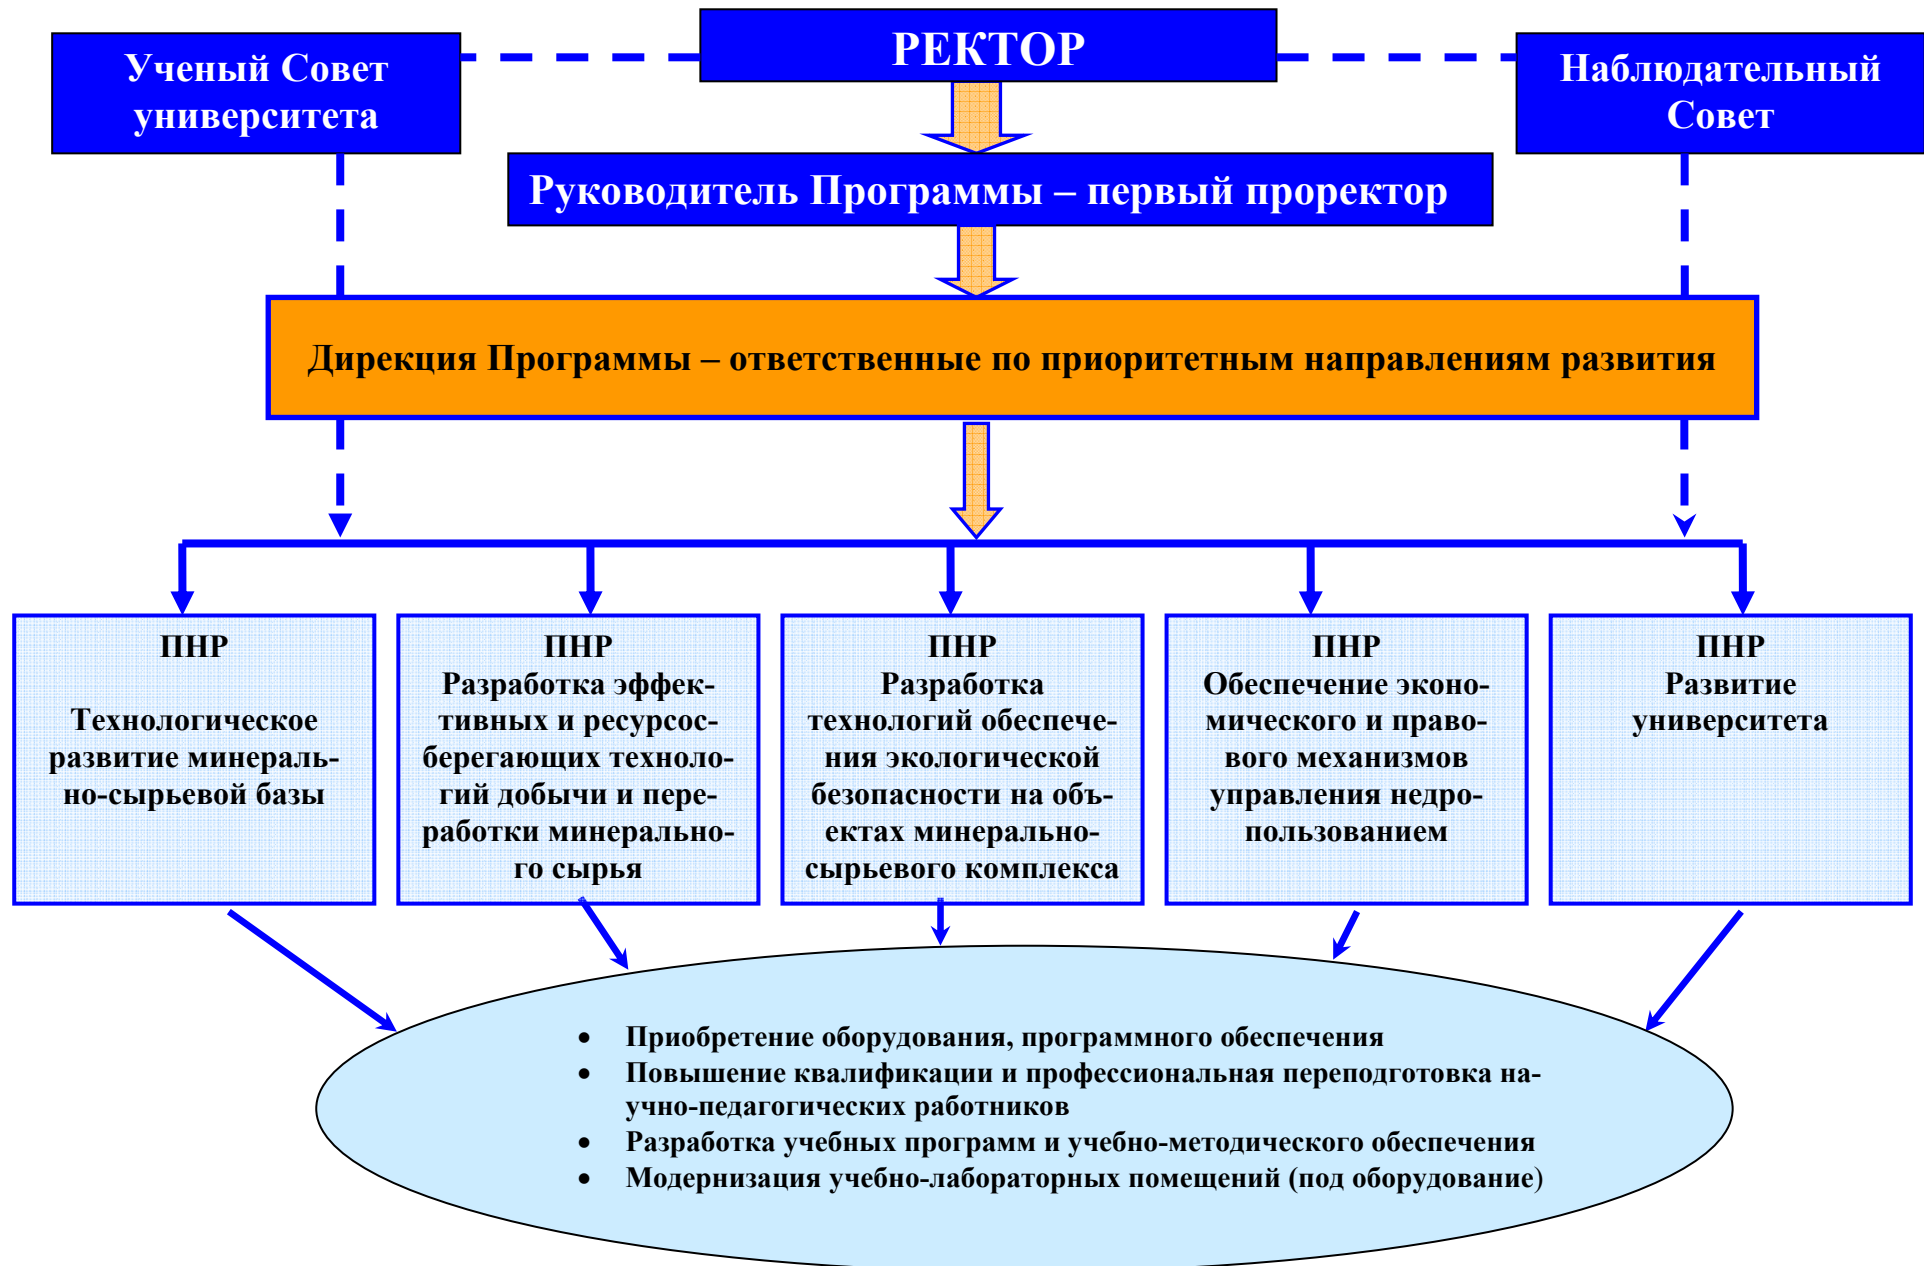 РЕКТОР
Ученый Совет
университета
Наблюдательный
Совет
Руководитель Программы – первый проректор
Дирекция Программы – ответственные по приоритетным направлениям развития
ПНР
Технологическое
развитие минераль-
но-сырьевой базы
ПНР
Разработка эффек-
тивных и ресурсос-
берегающих техноло-
гий добычи и пере-
работки минерально-
го сырья
ПНР
Разработка
технологий обеспече-
ния экологической
безопасности на объ-
ектах минерально-
сырьевого комплекса
ПНР
Обеспечение эконо-
мического и право-
вого механизмов
управления недро-
пользованием
ПНР
Развитие
университета
• Приобретение оборудования, программного обеспечения
• Повышение квалификации и профессиональная переподготовка на-
учно-педагогических работников
• Разработка учебных программ и учебно-методического обеспечения
• Модернизация учебно-лабораторных помещений (под оборудование)